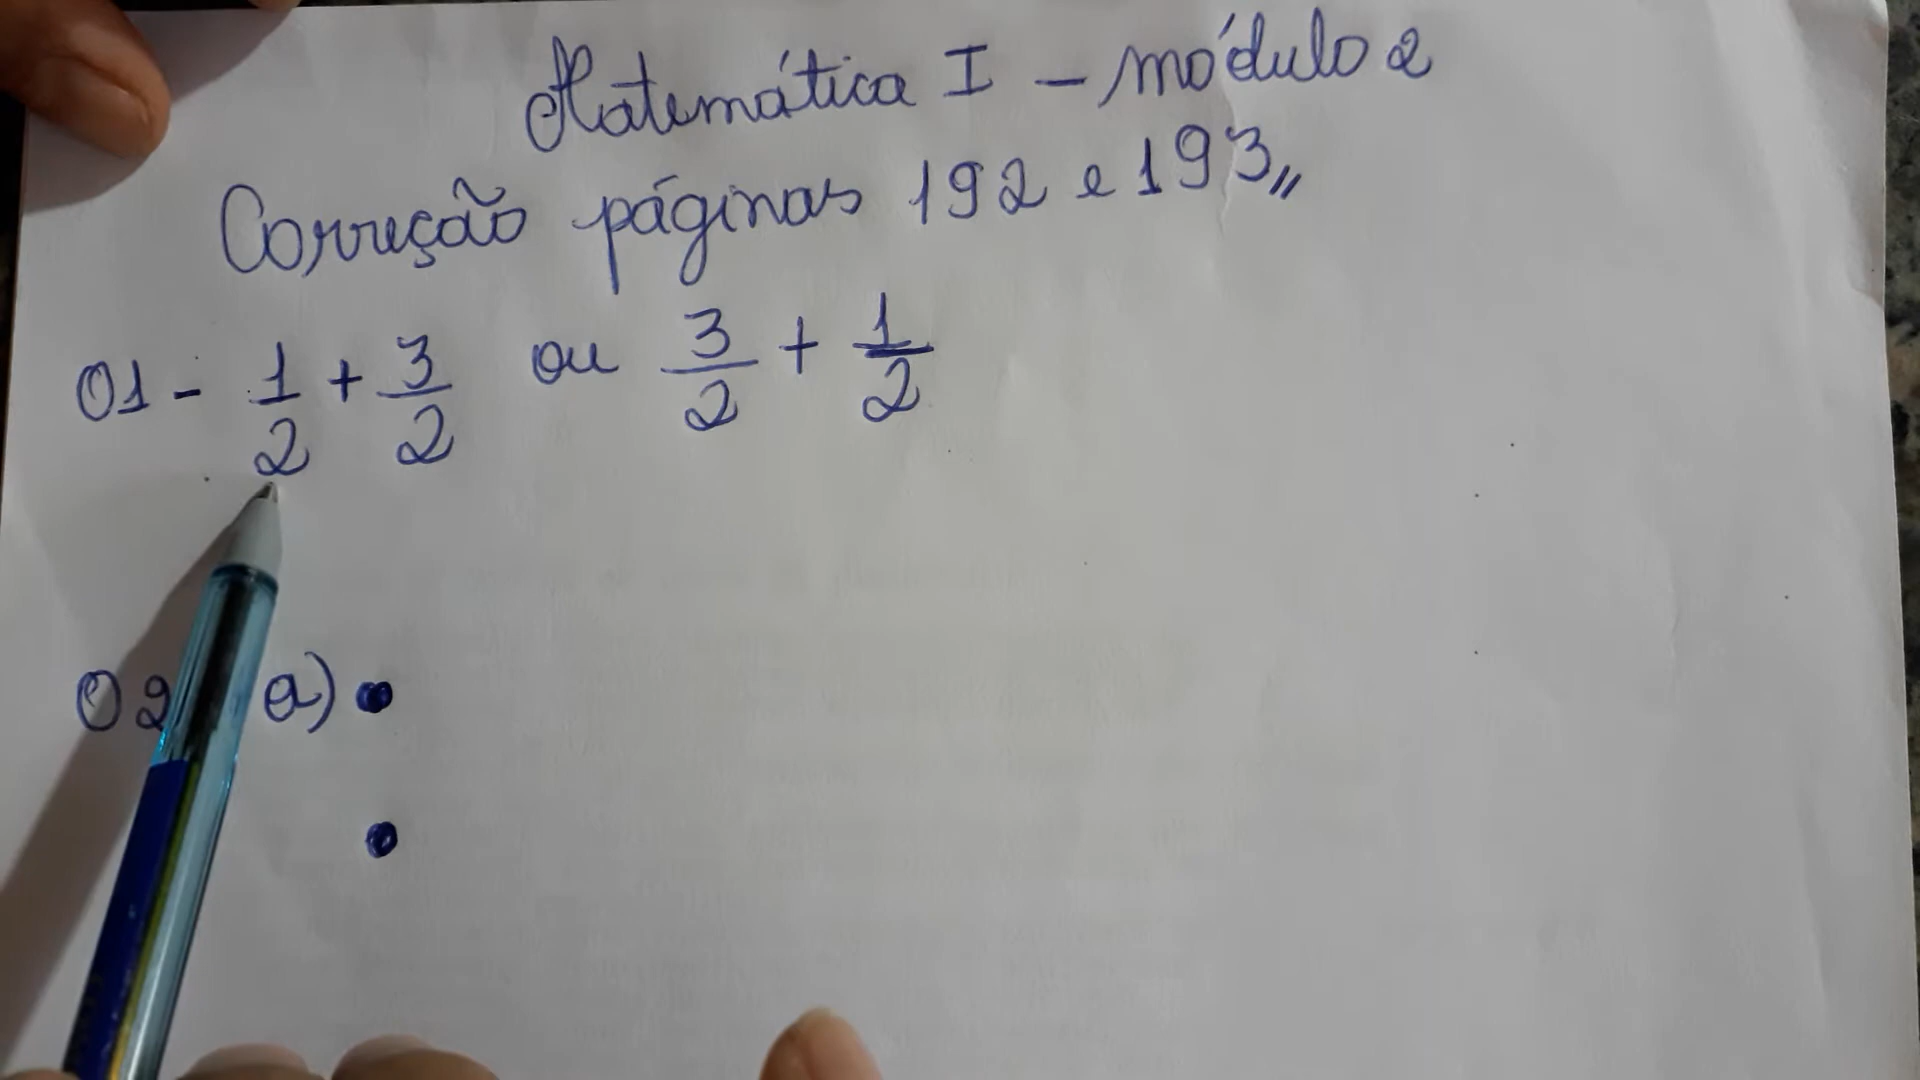 Matemática I - módulo 2
Correção páginas 192 e 193,,
01 - 1/2 + 3/2 ou 3/2 + 1/2
02 a) •
•